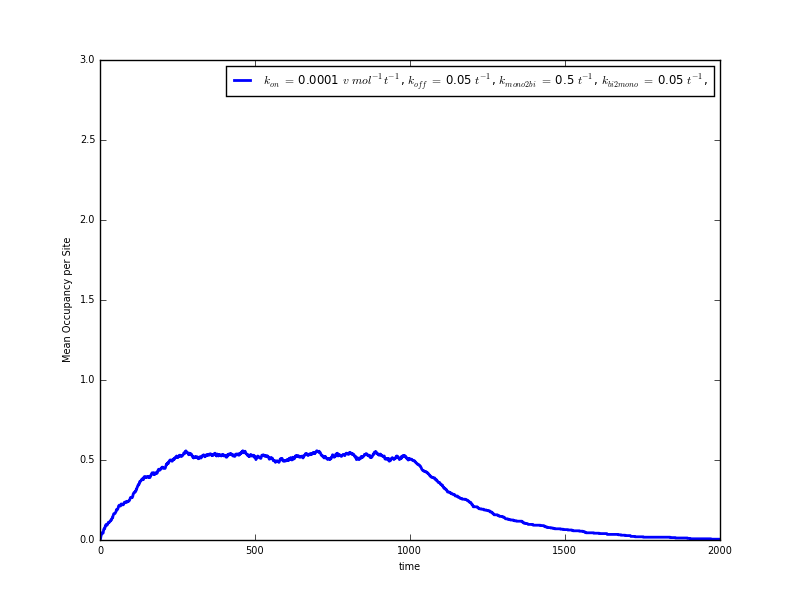 3.0
k_on = 0.0001 v mol^−1 t^−1, k_off = 0.05 t^−1, k_mono2bi = 0.5 t^−1, k_bi2mono = 0.05 t^−1,
2.5
2.0
1.5
1.0
0.5
0.0
Mean Occupancy per Site
0 500 1000 1500 2000
time